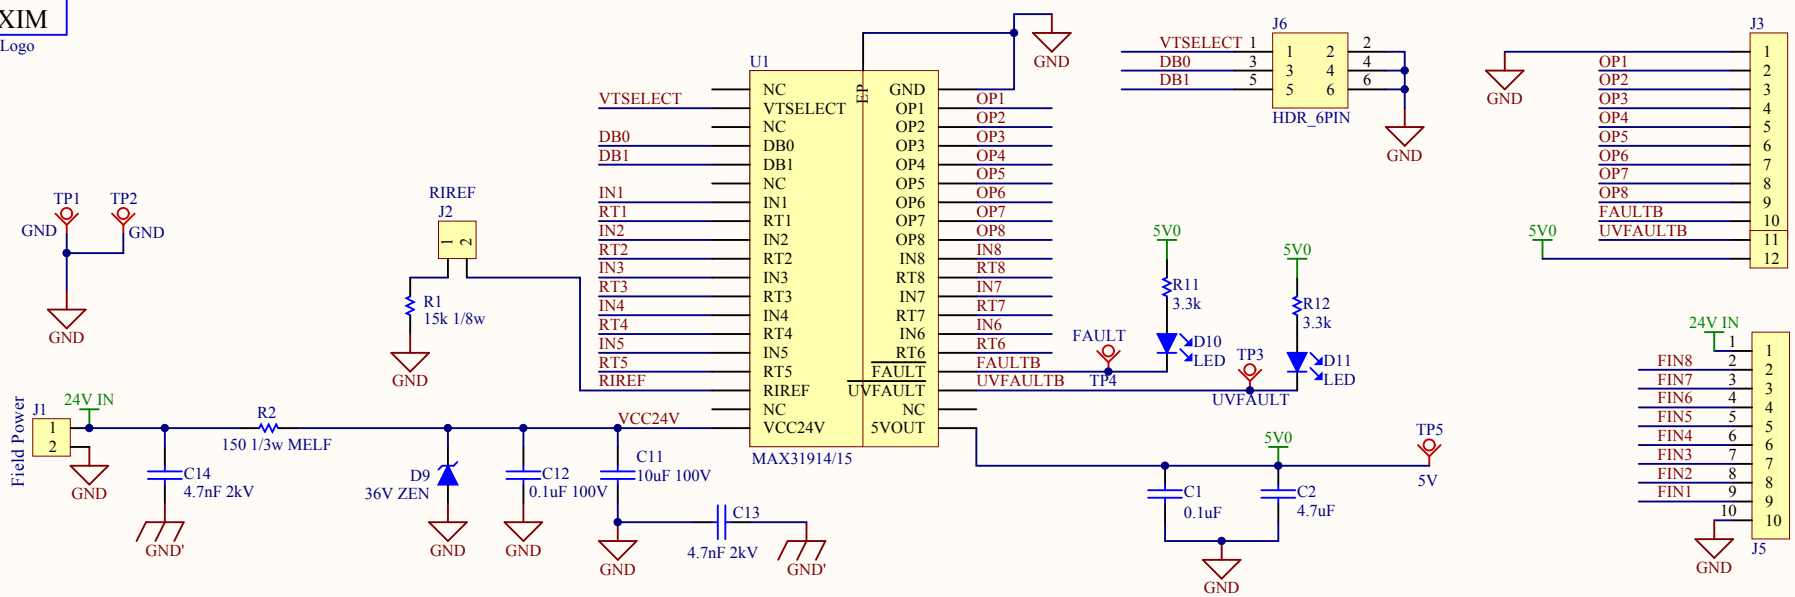 XIM
Logo
TP1
TP2
GND
GND
GND
RIREF
J2
1
2
R1
15k 1/8w
GND
Field Power
J1
1
2
24V IN
GND
C14
4.7nF 2kV
GND'
R2
150 1/3w MELF
D9
36V ZEN
GND
C12
0.1uF 100V
GND
C11
10uF 100V
GND
C13
4.7nF 2kV
GND'
VCC24V
VTSELECT
DB0
DB1
IN1
RT1
IN2
RT2
IN3
RT3
IN4
RT4
IN5
RT5
RIREF
U1
EP
NC
VTSELECT
NC
DB0
DB1
NC
IN1
RT1
IN2
RT2
IN3
RT3
IN4
RT4
IN5
RT5
RIREF
NC
VCC24V
GND
OP1
OP2
OP3
OP4
OP5
OP6
OP7
OP8
IN8
RT8
IN7
RT7
IN6
RT6
FAULT
UVFAULT
NC
5VOUT
MAX31914/15
GND
OP1
OP2
OP3
OP4
OP5
OP6
OP7
OP8
IN8
RT8
IN7
RT7
IN6
RT6
FAULTB
UVFAULTB
FAULT
TP4
5V0
R11
3.3k
D10
LED
TP3
UVFAULT
5V0
R12
3.3k
D11
LED
5V0
TP5
5V
C1
0.1uF
C2
4.7uF
GND
J6
VTSELECT 1
DB0 3
DB1 5
1 2
3 4
5 6
2
4
6
HDR_6PIN
GND
J3
GND
OP1
OP2
OP3
OP4
OP5
OP6
OP7
OP8
FAULTB
UVFAULTB
5V0
1
2
3
4
5
6
7
8
9
10
11
12
24V IN
FIN8
FIN7
FIN6
FIN5
FIN4
FIN3
FIN2
FIN1
1
2
3
4
5
6
7
8
9
10
1
2
3
4
5
6
7
8
9
10
J5
GND